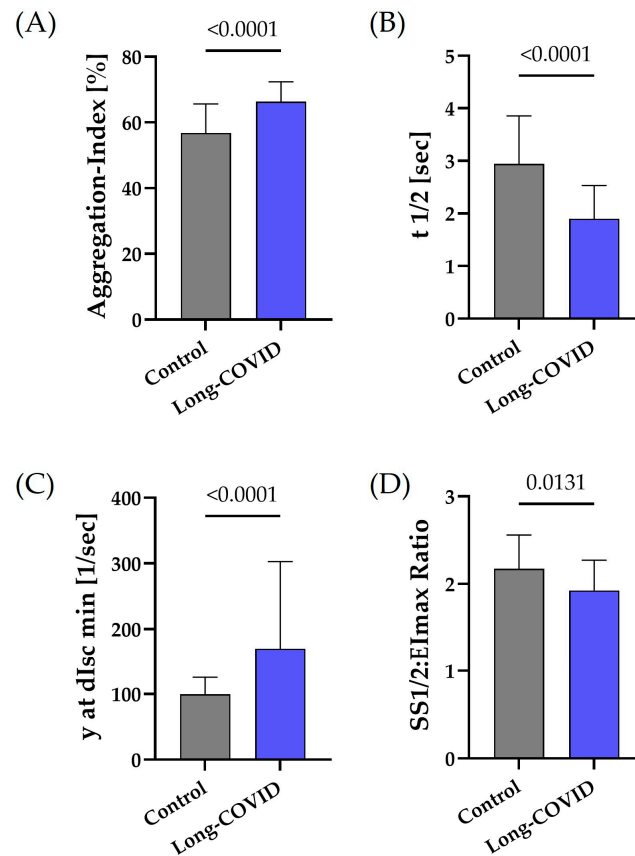 (A)
<0.0001
Aggregation-Index [%]
80
60
40
20
0
Control
Long-COVID
(B)
<0.0001
t 1/2 [sec]
5
4
3
2
1
0
Control
Long-COVID
(C)
<0.0001
y at dIsc min [1/sec]
400
300
200
100
0
Control
Long-COVID
(D)
0.0131
SS1/2:EImax Ratio
3
2
1
0
Control
Long-COVID